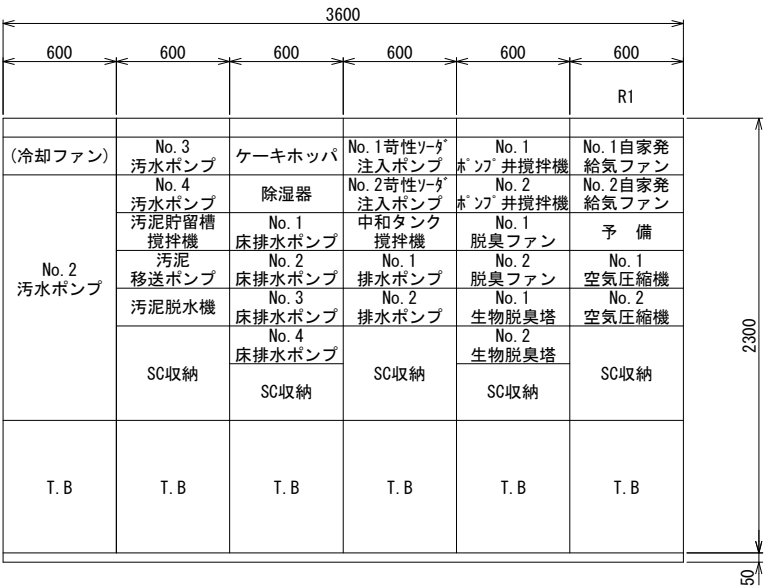 3600
600 600 600 600 600 600
R1
(冷却ファン)
No.2
汚水ポンプ
T.B
No.3
汚水ポンプ
No.4
汚水ポンプ
汚泥貯留槽
撹拌機
汚泥
移送ポンプ
汚泥脱水機
SC収納
T.B
ケーキホッパ
除湿器
No.1
床排水ポンプ
No.2
床排水ポンプ
No.3
床排水ポンプ
No.4
床排水ポンプ
SC収納
T.B
No.1苛性ソーダ
注入ポンプ
No.2苛性ソーダ
注入ポンプ
中和タンク
撹拌機
No.1
排水ポンプ
No.2
排水ポンプ
SC収納
T.B
No.1
ポンプ井撹拌機
No.2
ポンプ井撹拌機
No.1
脱臭ファン
No.2
脱臭ファン
No.1
生物脱臭塔
No.2
生物脱臭塔
SC収納
T.B
No.1自家発
給気ファン
No.2自家発
給気ファン
予 備
No.1
空気圧縮機
No.2
空気圧縮機
SC収納
T.B
2300
50